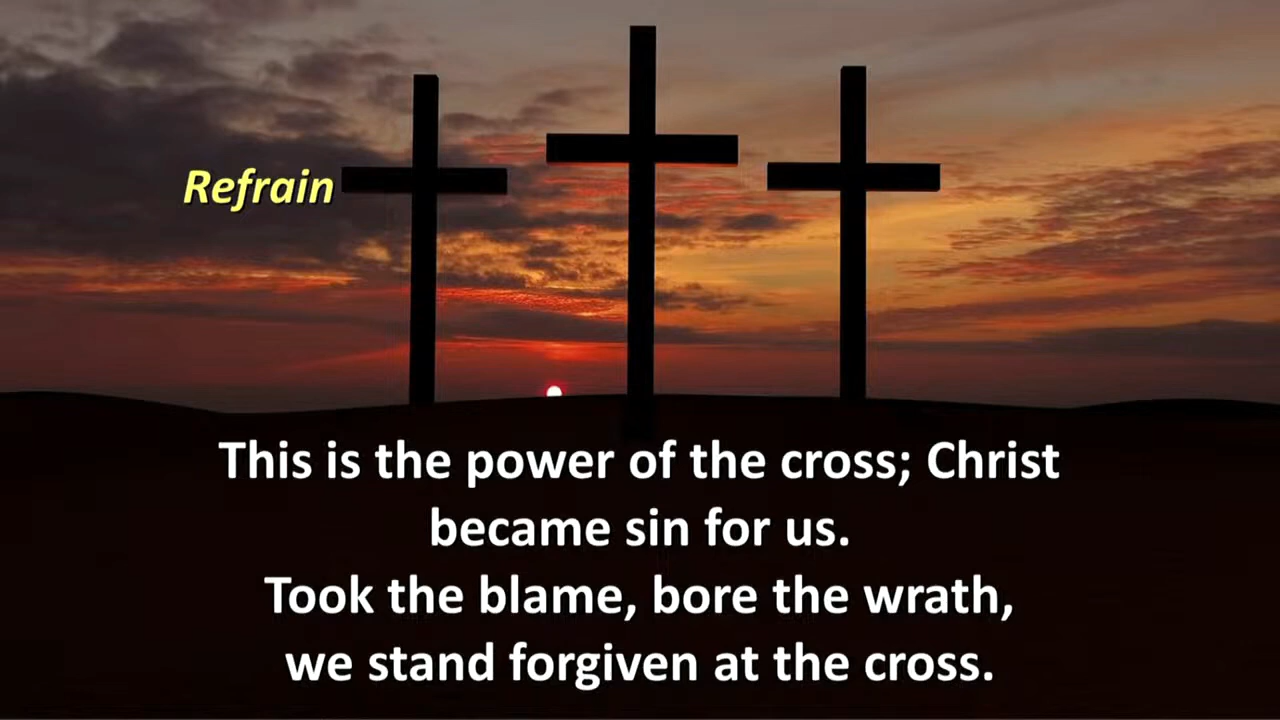 Refrain
This is the power of the cross; Christ
became sin for us.
Took the blame, bore the wrath,
we stand forgiven at the cross.